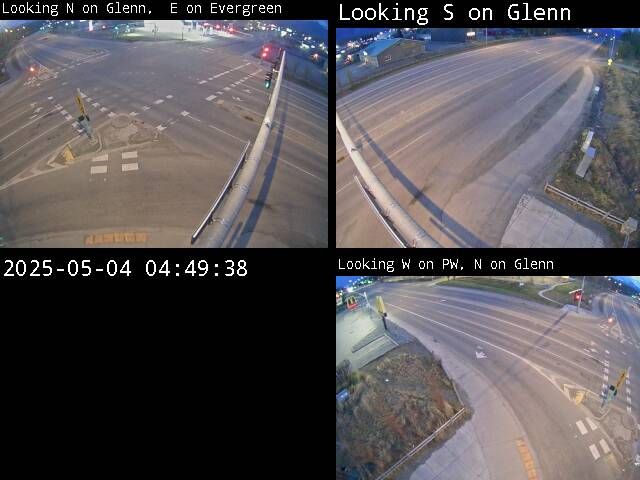 Looking N on Glenn,  E on Evergreen
Looking S on Glenn
2025-05-04 04:49:38
Looking W on PW, N on Glenn